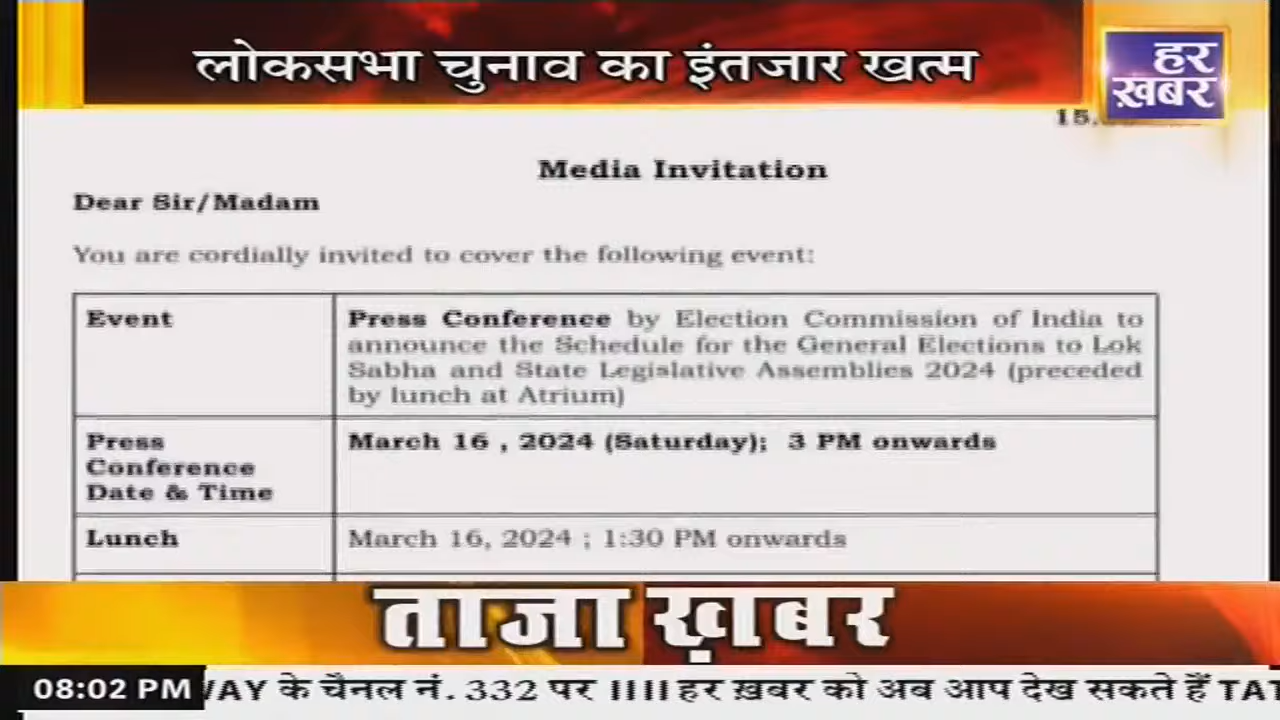 लोकसभा चुनाव का इंतजार खत्म
हर
ख़बर
15.
Media Invitation
Dear Sir/Madam
You are cordially invited to cover the following event:
Event
Press Conference by Election Commission of India to
announce the Schedule for the General Elections to Lok
Sabha and State Legislative Assemblies 2024 (preceded
by lunch at Atrium)
Press
Conference
Date & Time
March 16 , 2024 (Saturday); 3 PM onwards
Lunch
March 16, 2024 ; 1:30 PM onwards
ताजा ख़बर
08:02 PM
WAY के चैनल नं. 332 पर IIII हर ख़बर को अब आप देख सकते हैं TAT